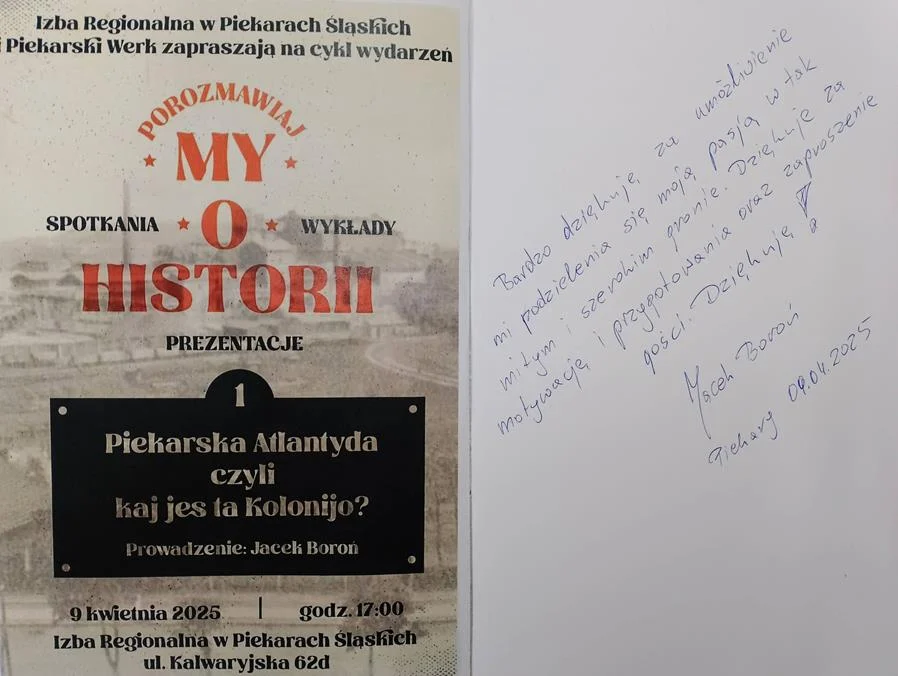 Izba Regionalna w Piekarach Śląskich
i Piekarski Werk zapraszają na cykl wydarzeń
POROZMAWIAJ
MY
SPOTKANIA O WYKŁADY
HISTORII
PREZENTACJE
1
Piekarska Atlantyda
czyli
kaj jes ta Kolonijo?
Prowadzenie: Jacek Boroń
9 kwietnia 2025 | godz. 17:00
Izba Regionalna w Piekarach Śląskich
ul. Kalwaryjska 62d
Bardzo dziękuję za umożliwienie
mi podzielenia się moją pasją w tak
miłym i szerokim gronie. Dziękuję za
motywację i przygotowania oraz zaproszenie
gości. Dziękuję!
Jacek Boroń
Piekary 09.04.2025